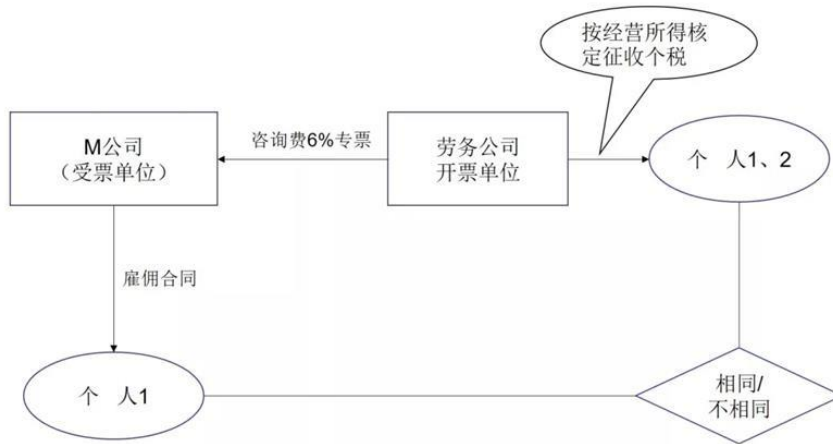 按经营所得核
定征收个税
M公司
（受票单位）
咨询费6%专票
劳务公司
开票单位
个 人1、2
雇佣合同
个 人1
相同/
不相同